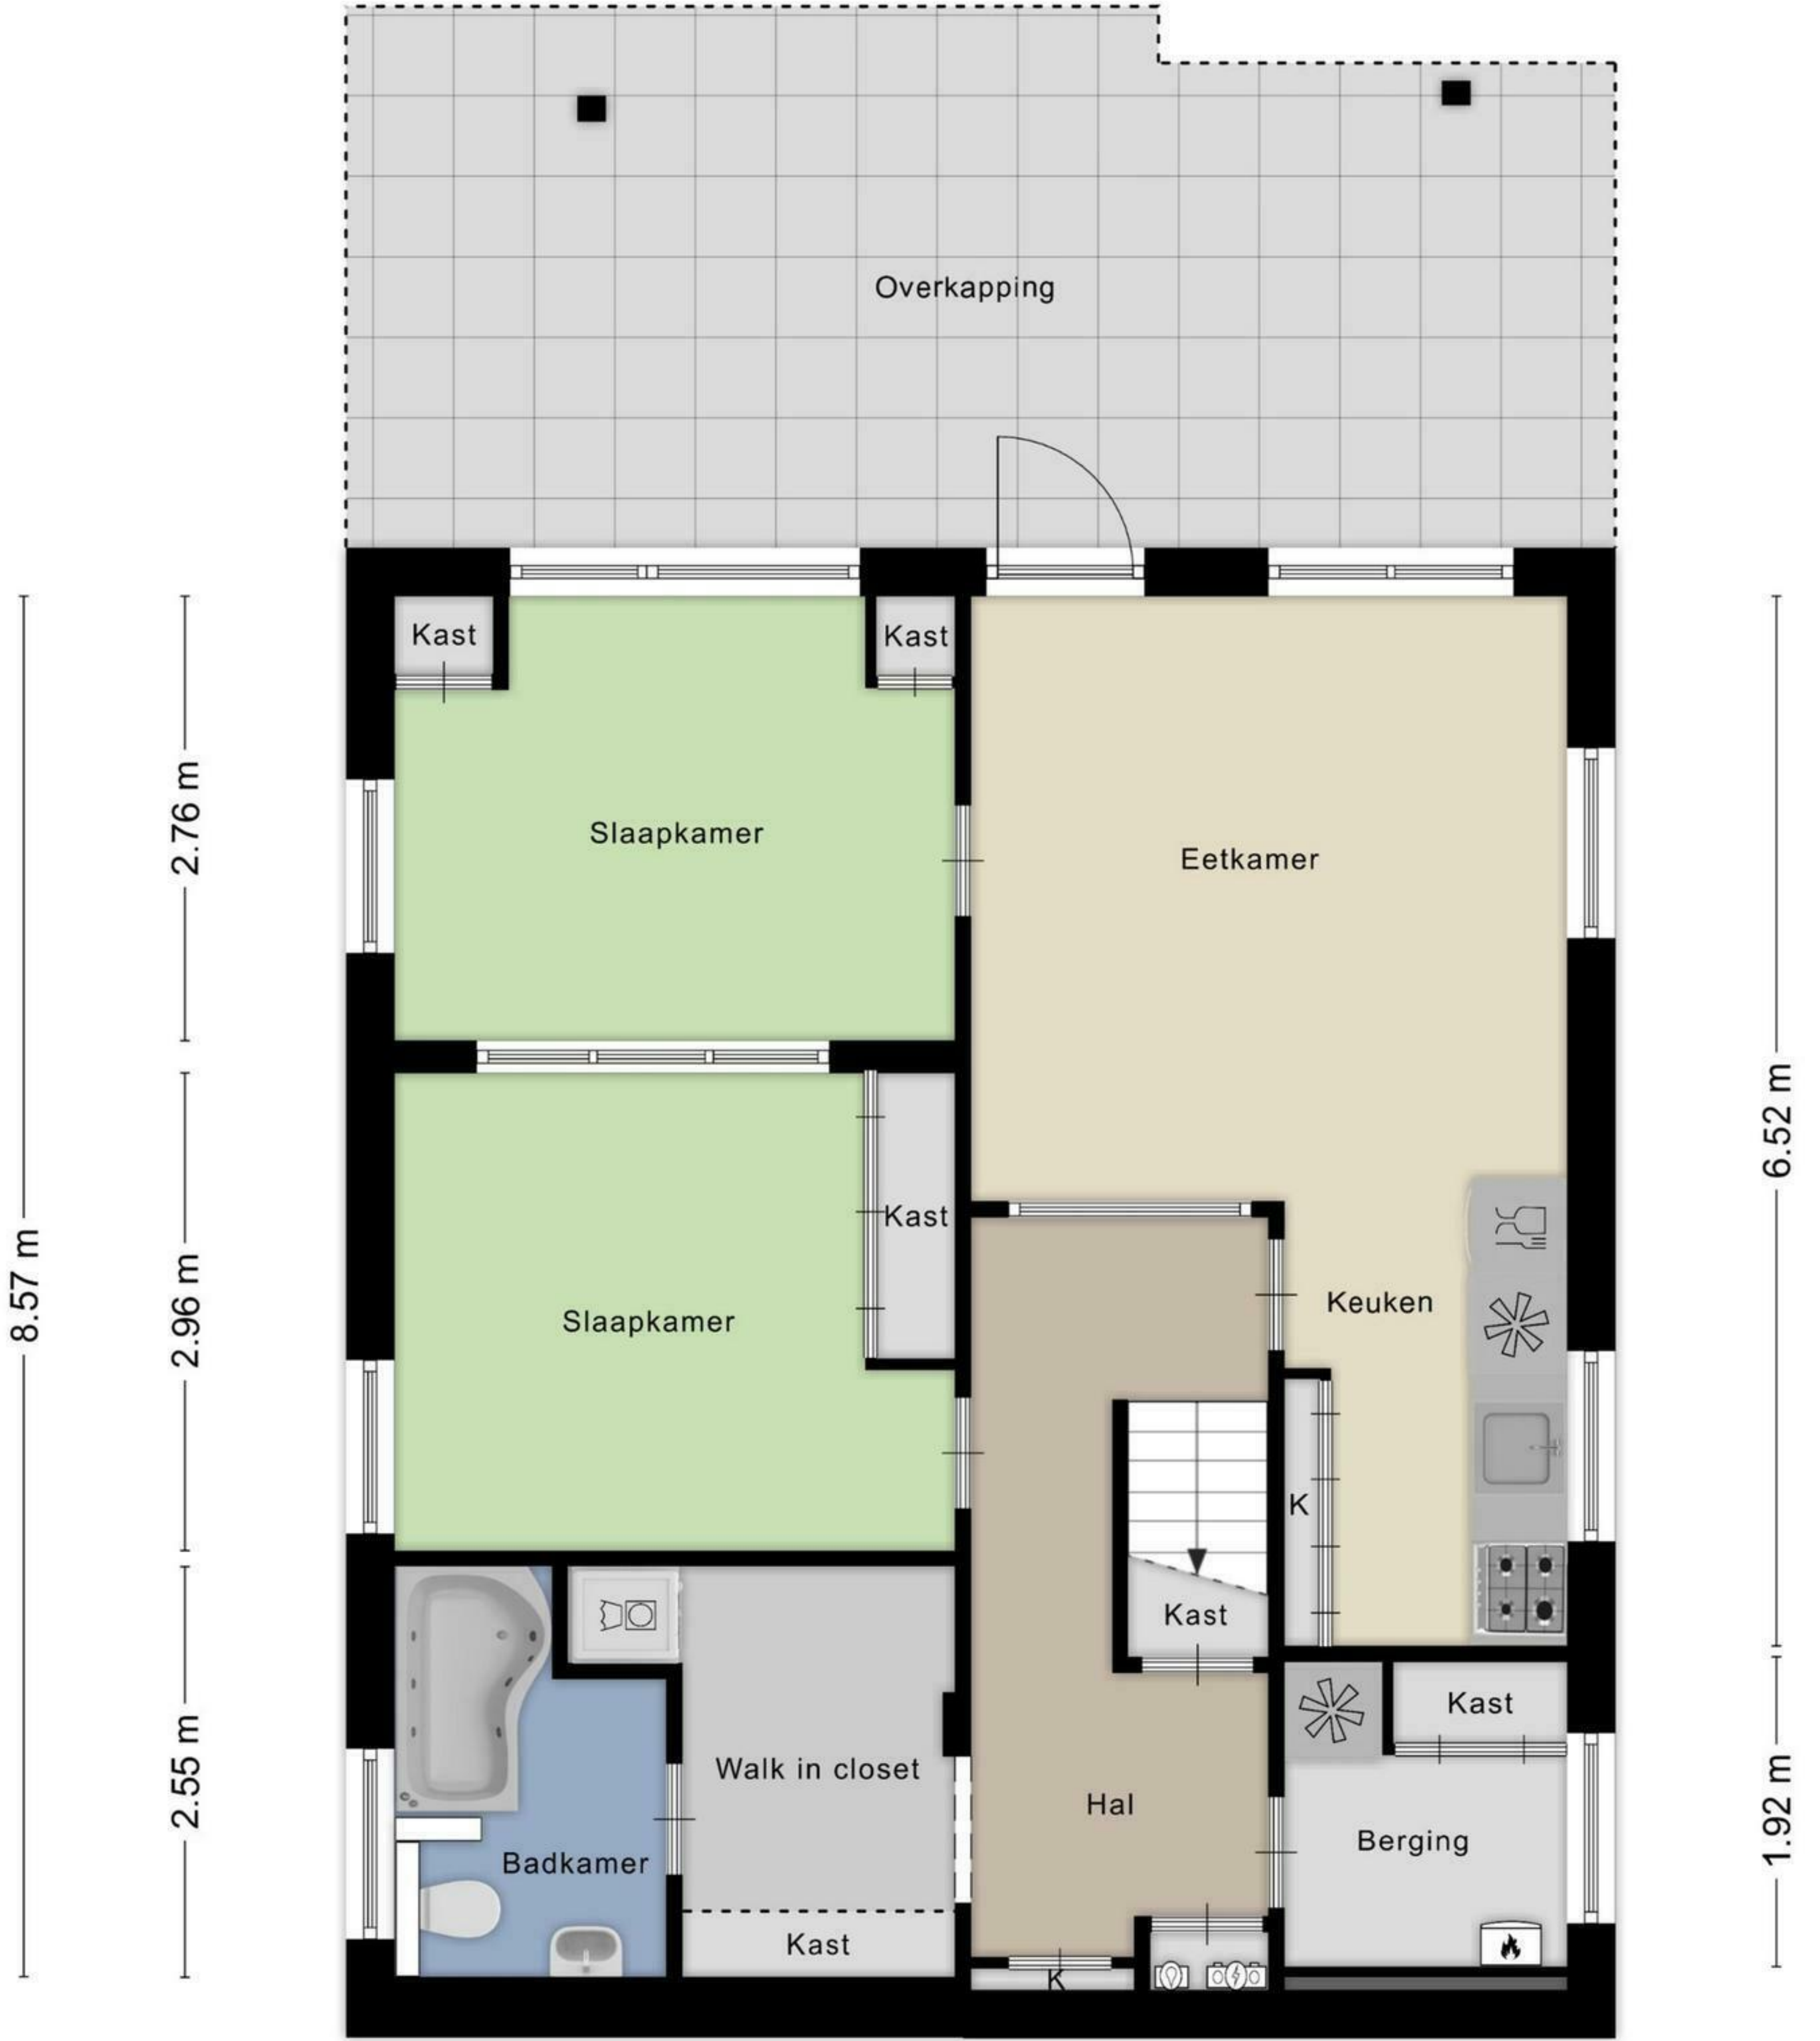 Overkapping
Kast
Kast
Slaapkamer
Eetkamer
2.76 m
6.52 m
Kast
8.57 m
2.96 m
Slaapkamer
Keuken
K
Kast
Kast
2.55 m
Walk in closet
Hal
1.92 m
Berging
Badkamer
Kast
K